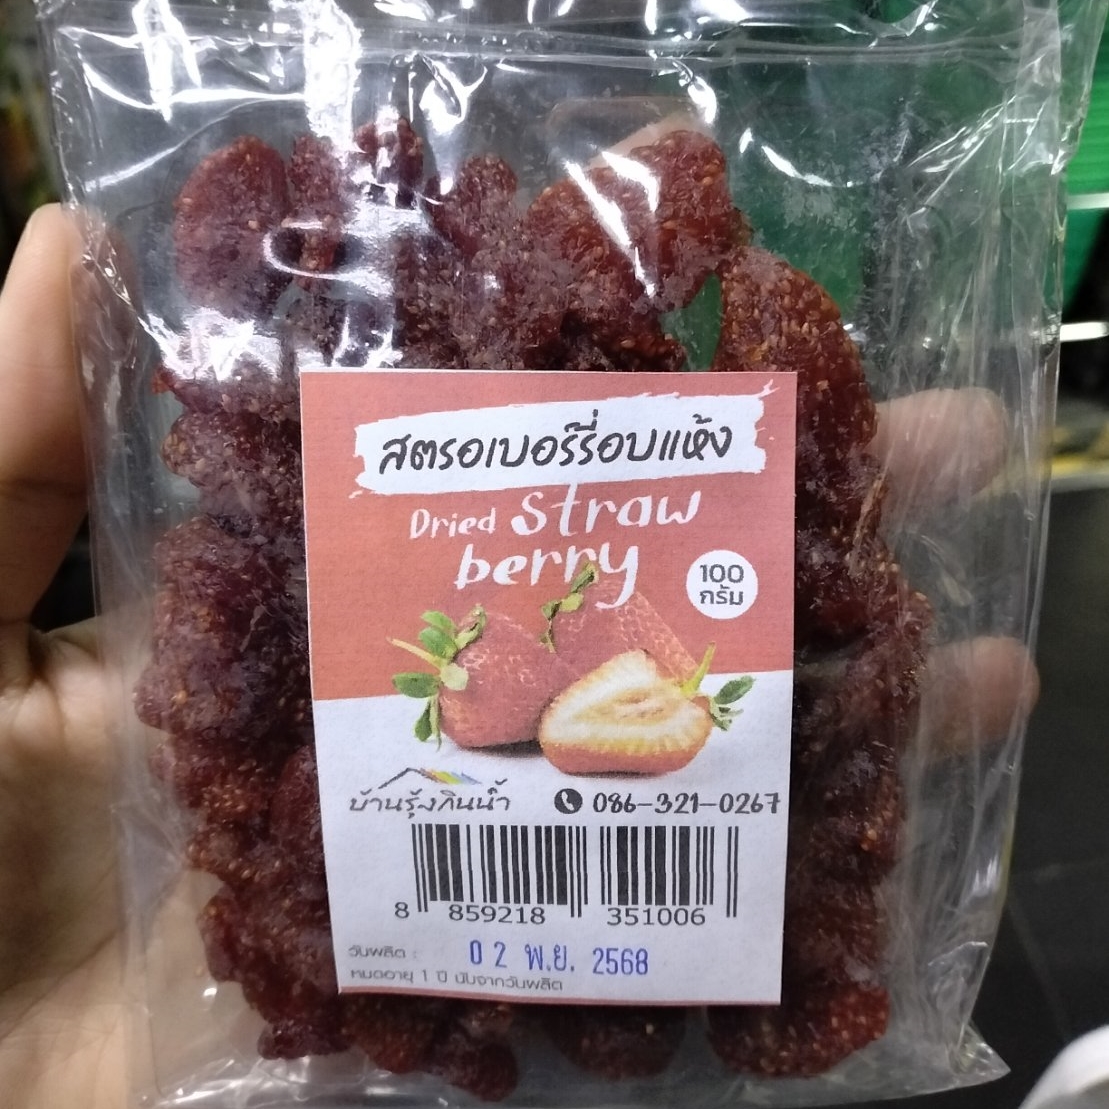 สตรอเบอร์รี่อบแห้ง
Dried straw
berry
100
กรัม
บ้านรุ้งกินน้ำ 086-321-0267
8 859218 351006
วันผลิต : 02 พ.ย. 2568
หมดอายุ 1 ปี นับจากวันผลิต